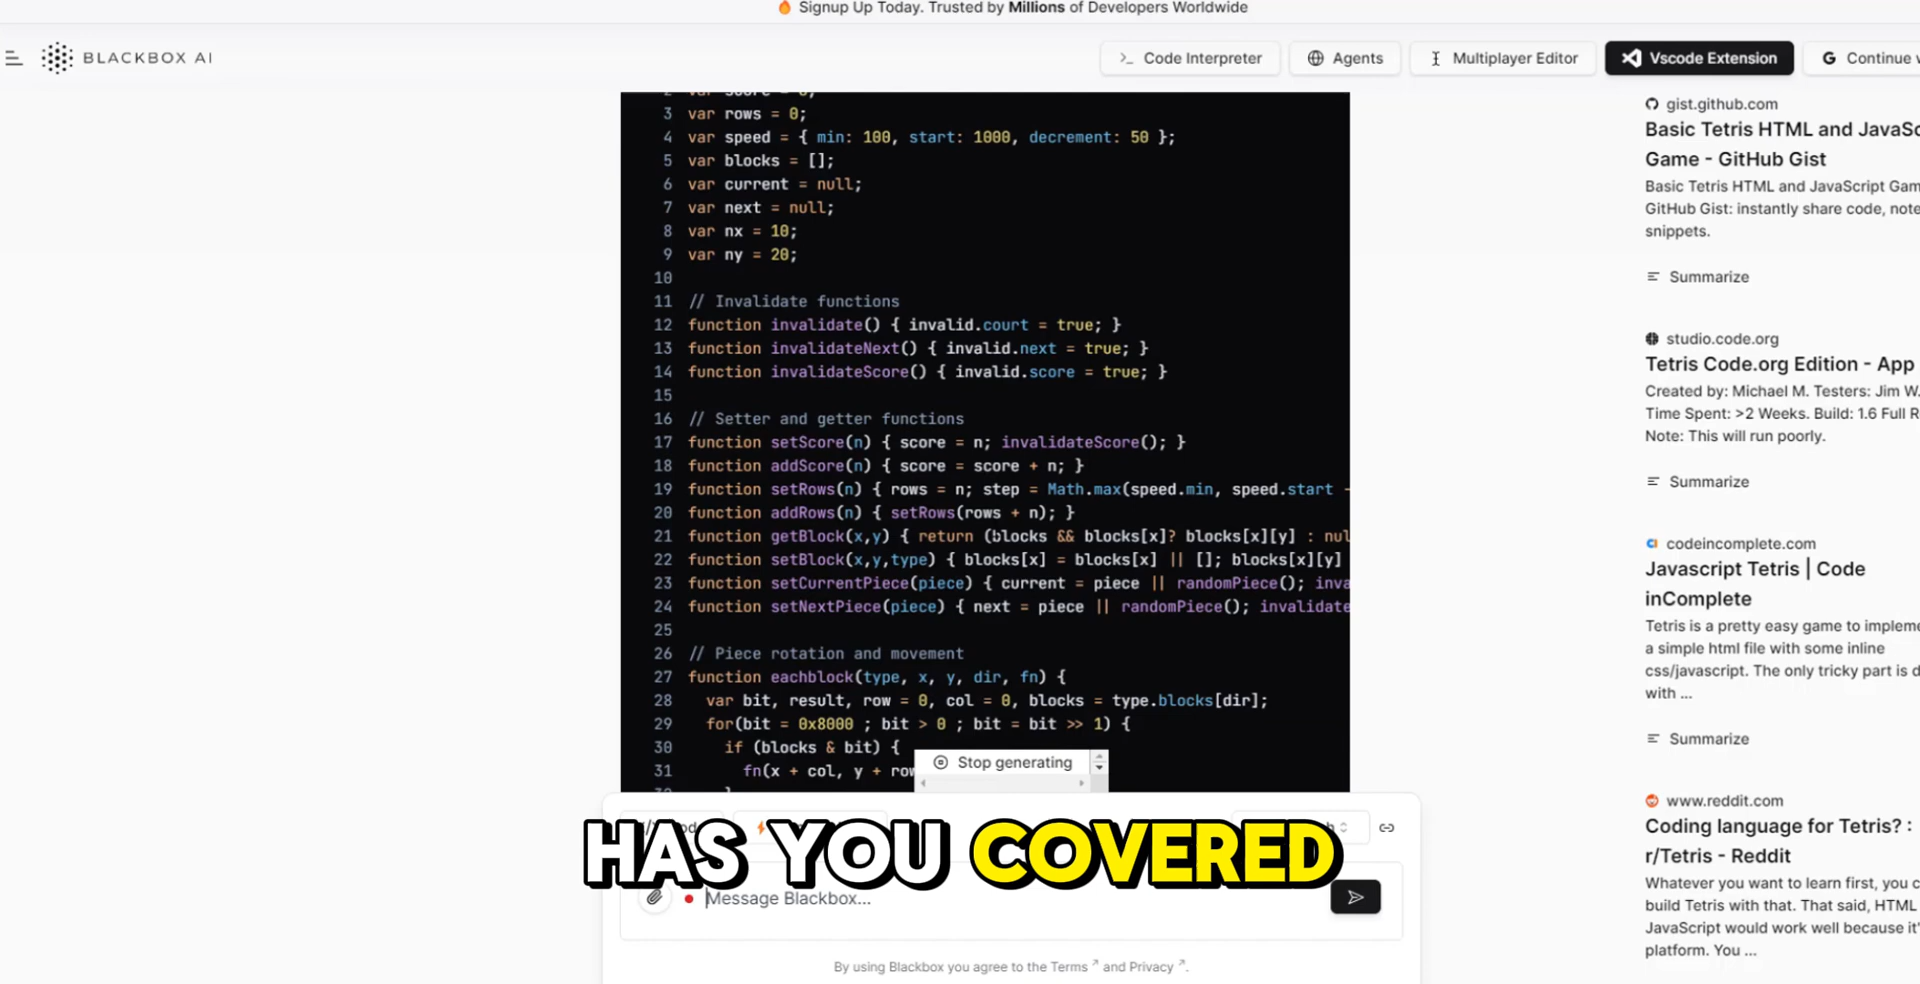 Signup Up Today. Trusted by Millions of Developers Worldwide
BLACKBOX AI
>_ Code Interpreter
Agents
Multiplayer Editor
Vscode Extension
G Continue
3 var rows = 0;
4 var speed = { min: 100, start: 1000, decrement: 50 };
5 var blocks = [];
6 var current = null;
7 var next = null;
8 var nx = 10;
9 var ny = 20;
10
11 // Invalidate functions
12 function invalidate() { invalid.court = true; }
13 function invalidateNext() { invalid.next = true; }
14 function invalidateScore() { invalid.score = true; }
15
16 // Setter and getter functions
17 function setScore(n) { score = n; invalidateScore(); }
18 function addScore(n) { score = score + n; }
19 function setRows(n) { rows = n; step = Math.max(speed.min, speed.start -
20 function addRows(n) { setRows(rows + n); }
21 function getBlock(x,y) { return (blocks && blocks[x]? blocks[x][y] : nul
22 function setBlock(x,y,type) { blocks[x] = blocks[x] || []; blocks[x][y]
23 function setCurrentPiece(piece) { current = piece || randomPiece(); inva
24 function setNextPiece(piece) { next = piece || randomPiece(); invalidate
25
26 // Piece rotation and movement
27 function eachblock(type, x, y, dir, fn) {
28 var bit, result, row = 0, col = 0, blocks = type.blocks[dir];
29 for(bit = 0x8000 ; bit > 0 ; bit = bit >> 1) {
30 if (blocks & bit) {
31 fn(x + col, y + row
Stop generating
HAS YOU COVERED
Message Blackbox...
By using Blackbox you agree to the Terms ↗ and Privacy ↗.
gist.github.com
Basic Tetris HTML and JavaSc
Game - GitHub Gist
Basic Tetris HTML and JavaScript Gam
GitHub Gist: instantly share code, note
snippets.
Summarize
studio.code.org
Tetris Code.org Edition - App
Created by: Michael M. Testers: Jim W.
Time Spent: >2 Weeks. Build: 1.6 Full R
Note: This will run poorly.
Summarize
codeincomplete.com
Javascript Tetris | Code
inComplete
Tetris is a pretty easy game to impleme
a simple html file with some inline
css/javascript. The only tricky part is d
with ...
Summarize
www.reddit.com
Coding language for Tetris? :
r/Tetris - Reddit
Whatever you want to learn first, you c
build Tetris with that. That said, HTML
JavaScript would work well because it'
platform. You ...